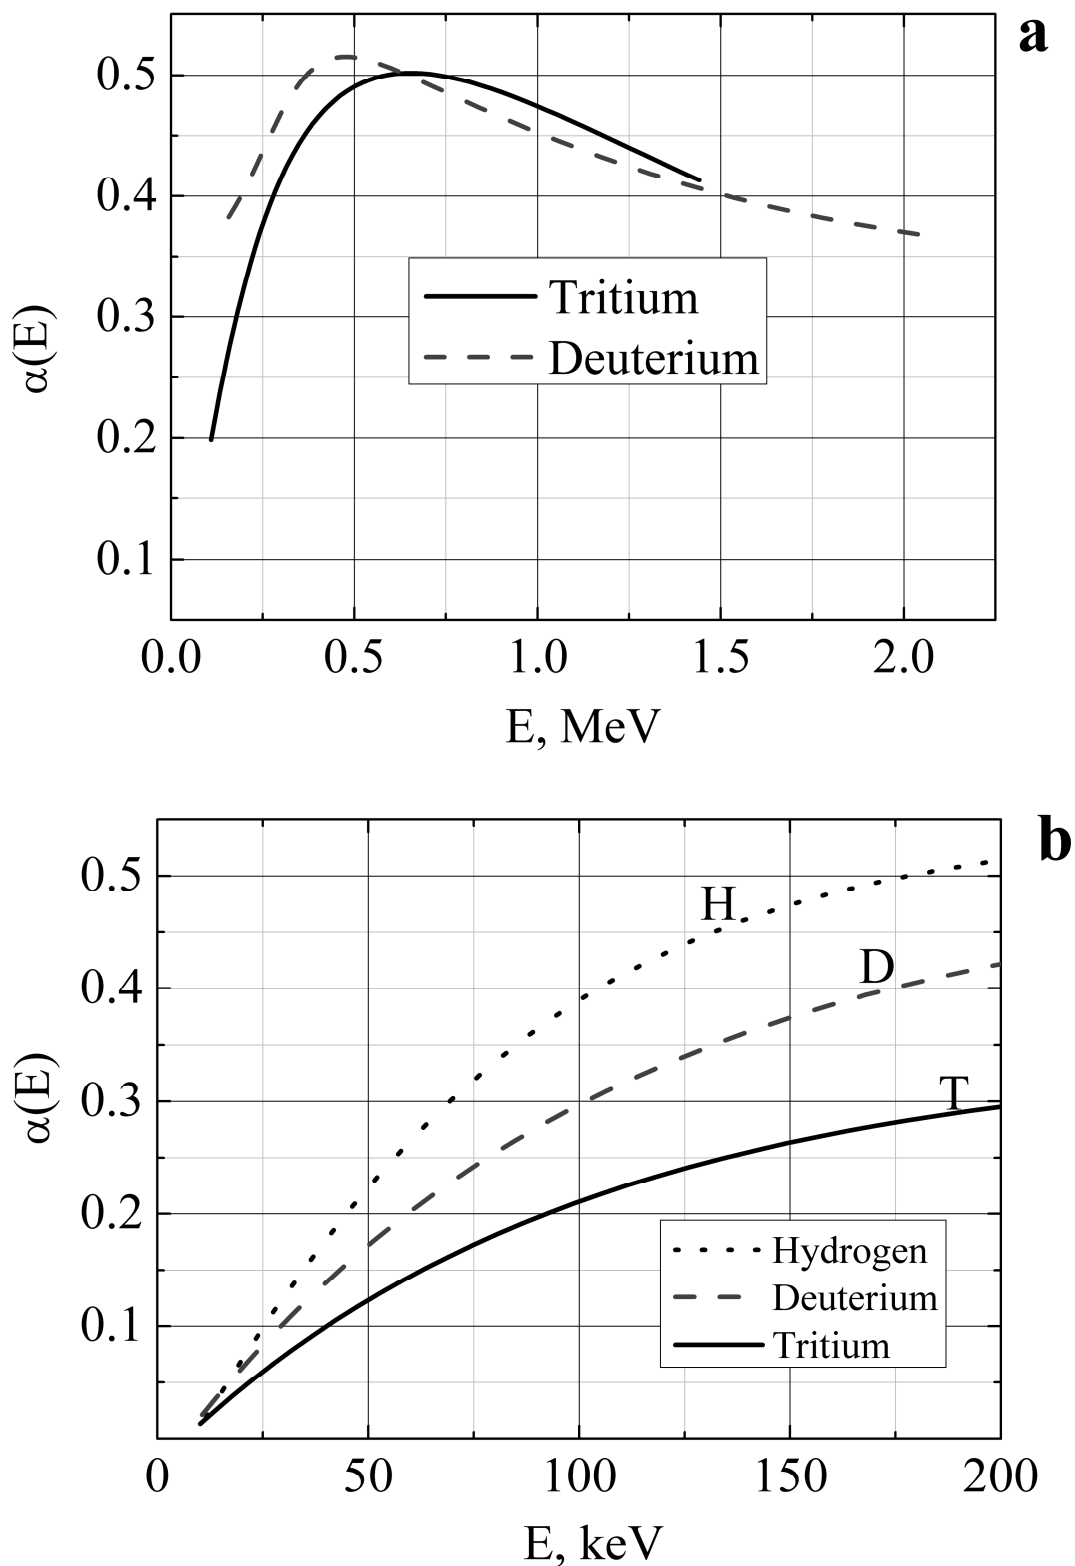 a
0.5
0.4
0.3
0.2
0.1
α(E)
Tritium
Deuterium
0.0 0.5 1.0 1.5 2.0
E, MeV
b
0.5
0.4
0.3
0.2
0.1
α(E)
H
D
T
Hydrogen
Deuterium
Tritium
0 50 100 150 200
E, keV